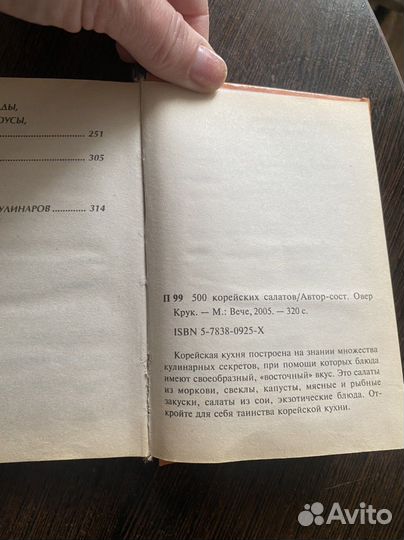 ДЫ,
ОУСЫ,
251
305
УЛИНАРОВ 314
П 99 500 корейских салатов/Автор-сост. Овер
Крук. — М.: Вече, 2005. — 320 с.
ISBN 5-7838-0925-X
Корейская кухня построена на знании множества
кулинарных секретов, при помощи которых блюда
имеют своеобразный, «восточный» вкус. Это салаты
из моркови, свеклы, капусты, мясные и рыбные
закуски, салаты из сои, экзотические блюда. От-
кройте для себя таинства корейской кухни.
Avito